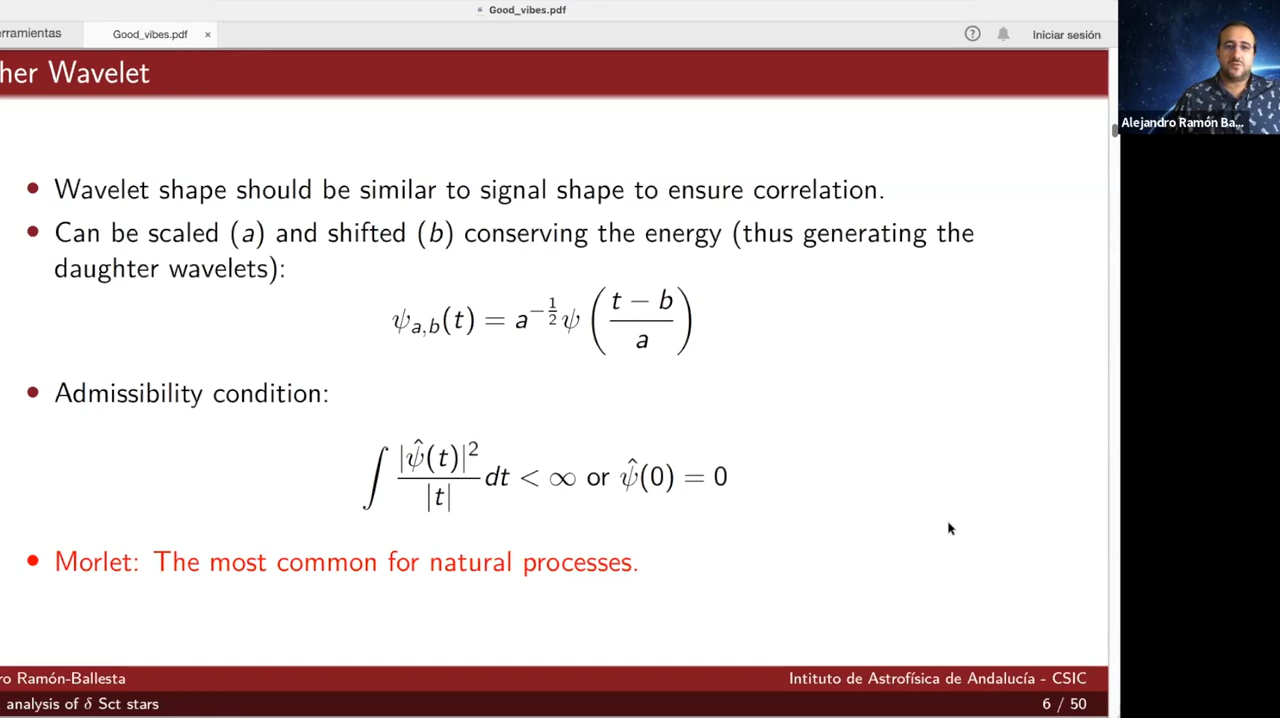 Good_vibes.pdf
erramientas
Good_vibes.pdf ×
? Iniciar sesión
her Wavelet
Alejandro Ramón Ba...
• Wavelet shape should be similar to signal shape to ensure correlation.
• Can be scaled (a) and shifted (b) conserving the energy (thus generating the
daughter wavelets):
ψ_{a,b}(t) = a^{-1/2} ψ ( (t − b) / a )
• Admissibility condition:
∫ |ψ̂(t)|² / |t| dt < ∞ or ψ̂(0) = 0
• Morlet: The most common for natural processes.
ro Ramón-Ballesta
Intituto de Astrofísica de Andalucía - CSIC
analysis of δ Sct stars
6 / 50